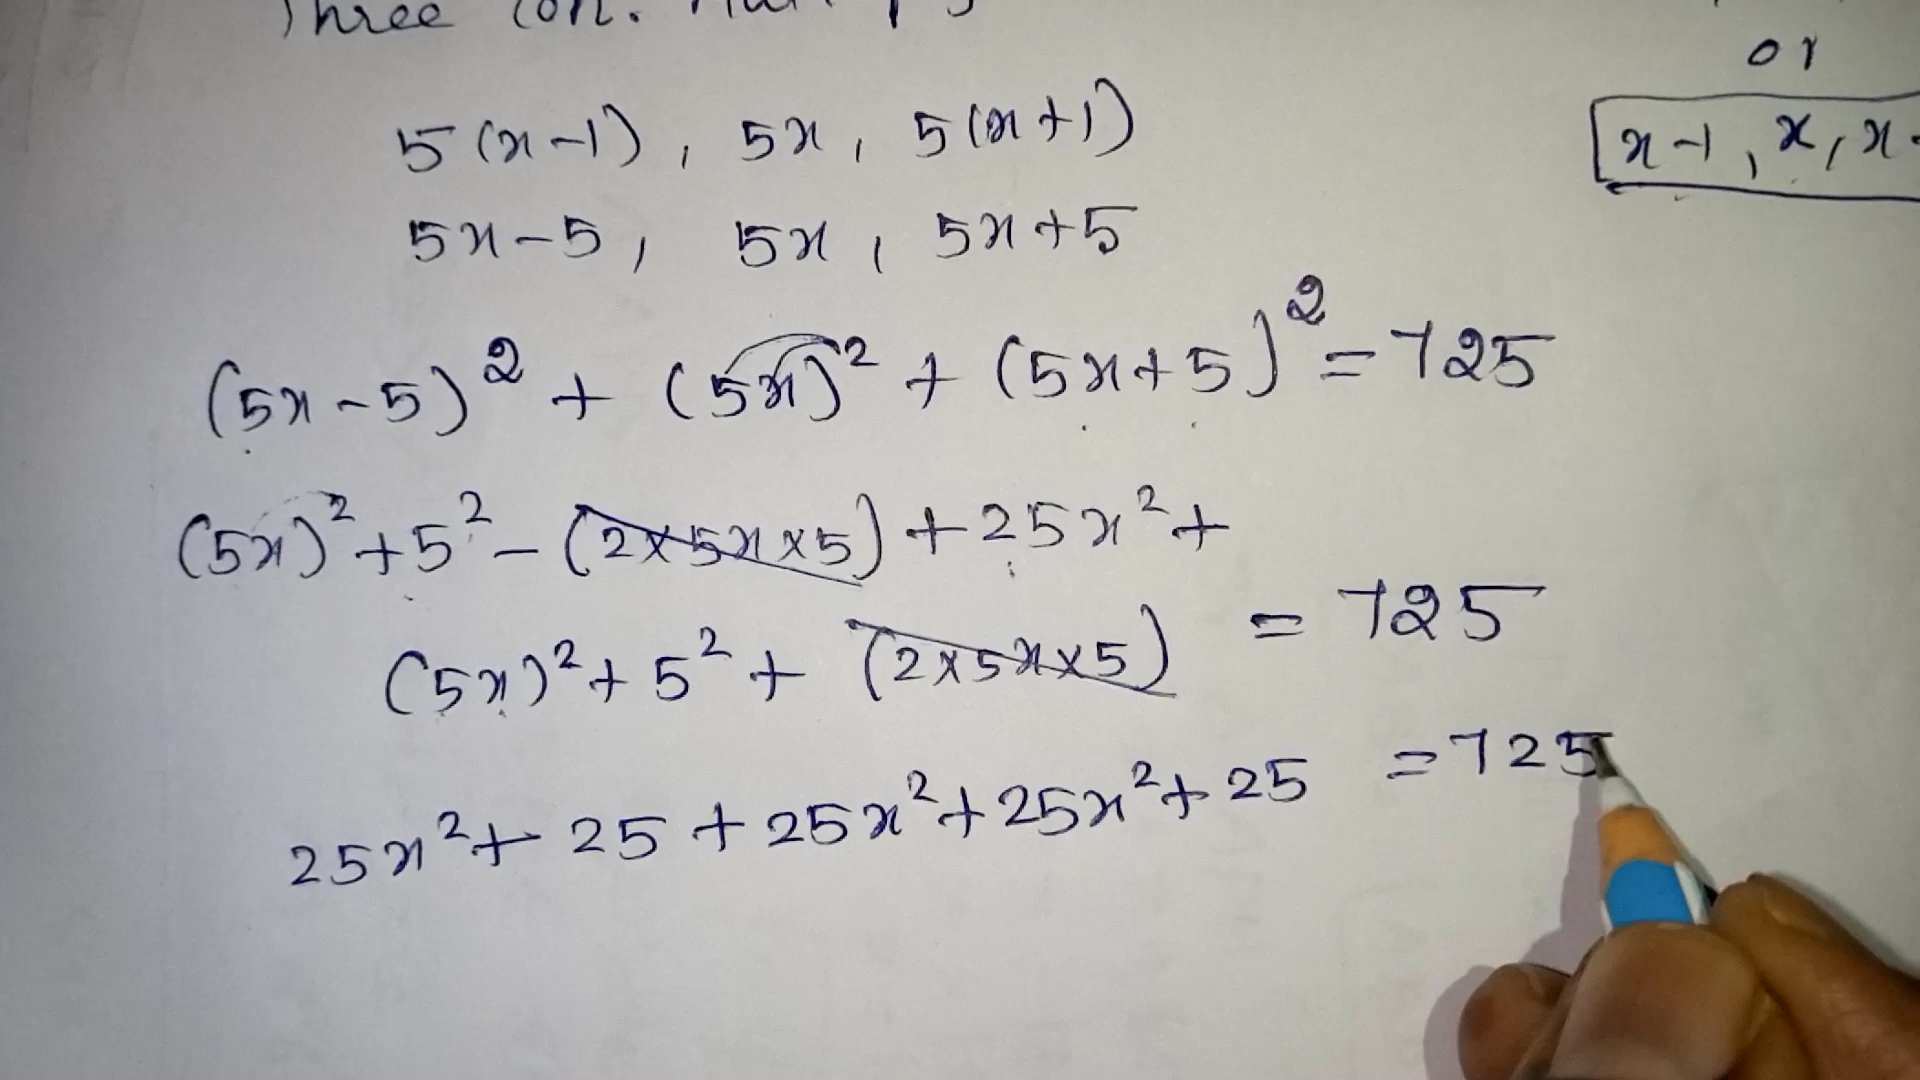 Three con.
or
5(x-1), 5x, 5(x+1)
x-1, x, x
5x-5, 5x, 5x+5
(5x-5)² + (5x)² + (5x+5)² = 725
(5x)² + 5² - (2×5x×5) + 25x² +
(5x)² + 5² + (2×5x×5) = 725
25x² + 25 + 25x² + 25x² + 25 = 725